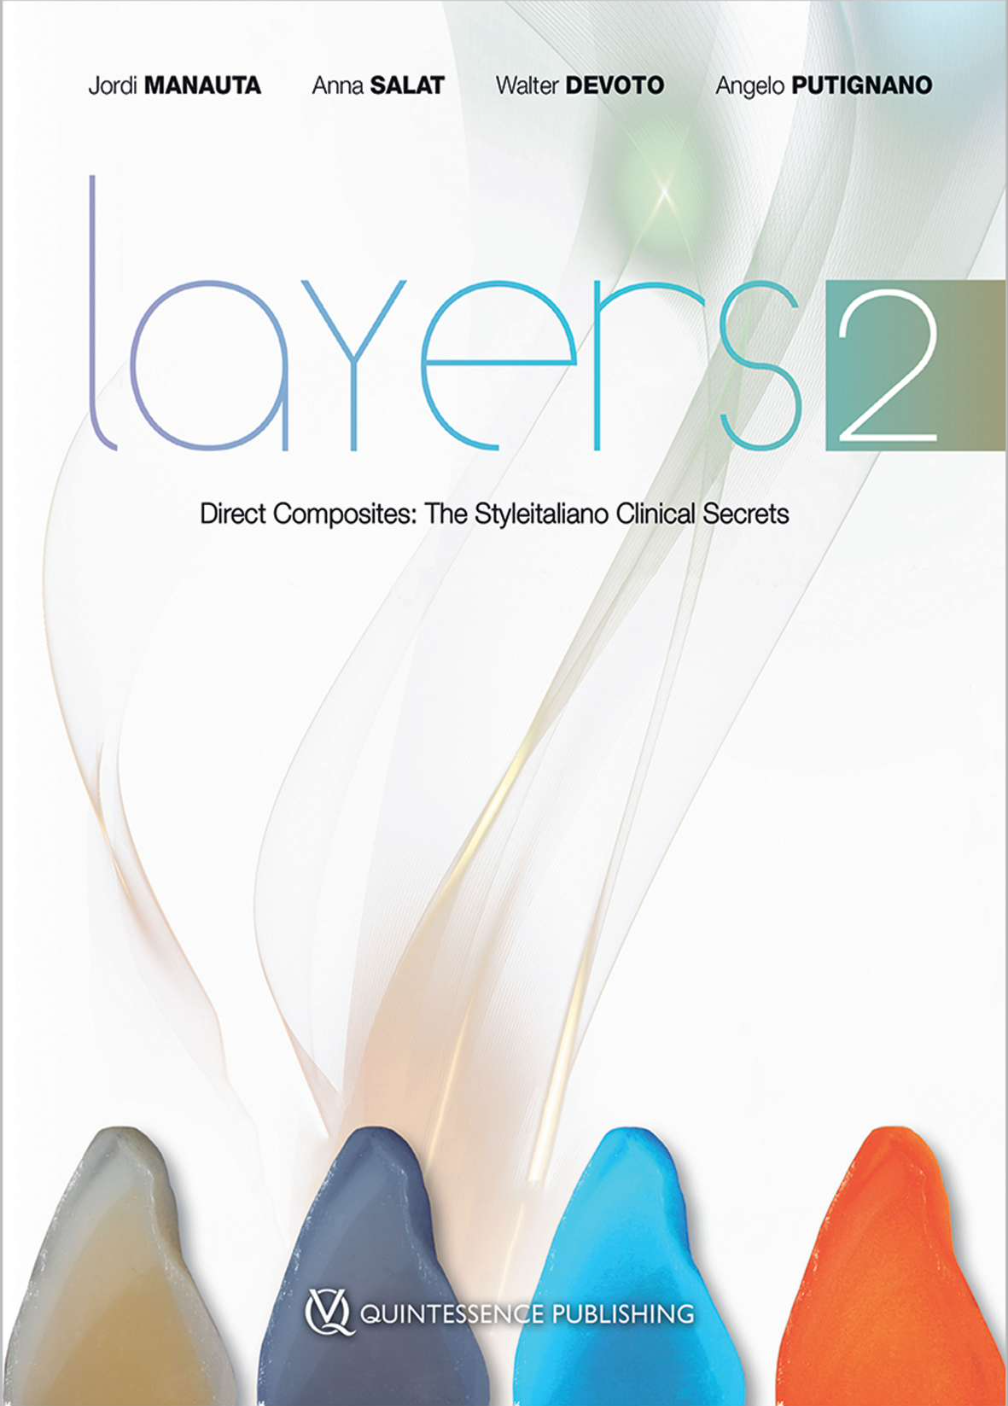 Jordi MANAUTA Anna SALAT Walter DEVOTO Angelo PUTIGNANO
layers 2
Direct Composites: The Styleitaliano Clinical Secrets
QUINTESSENCE PUBLISHING